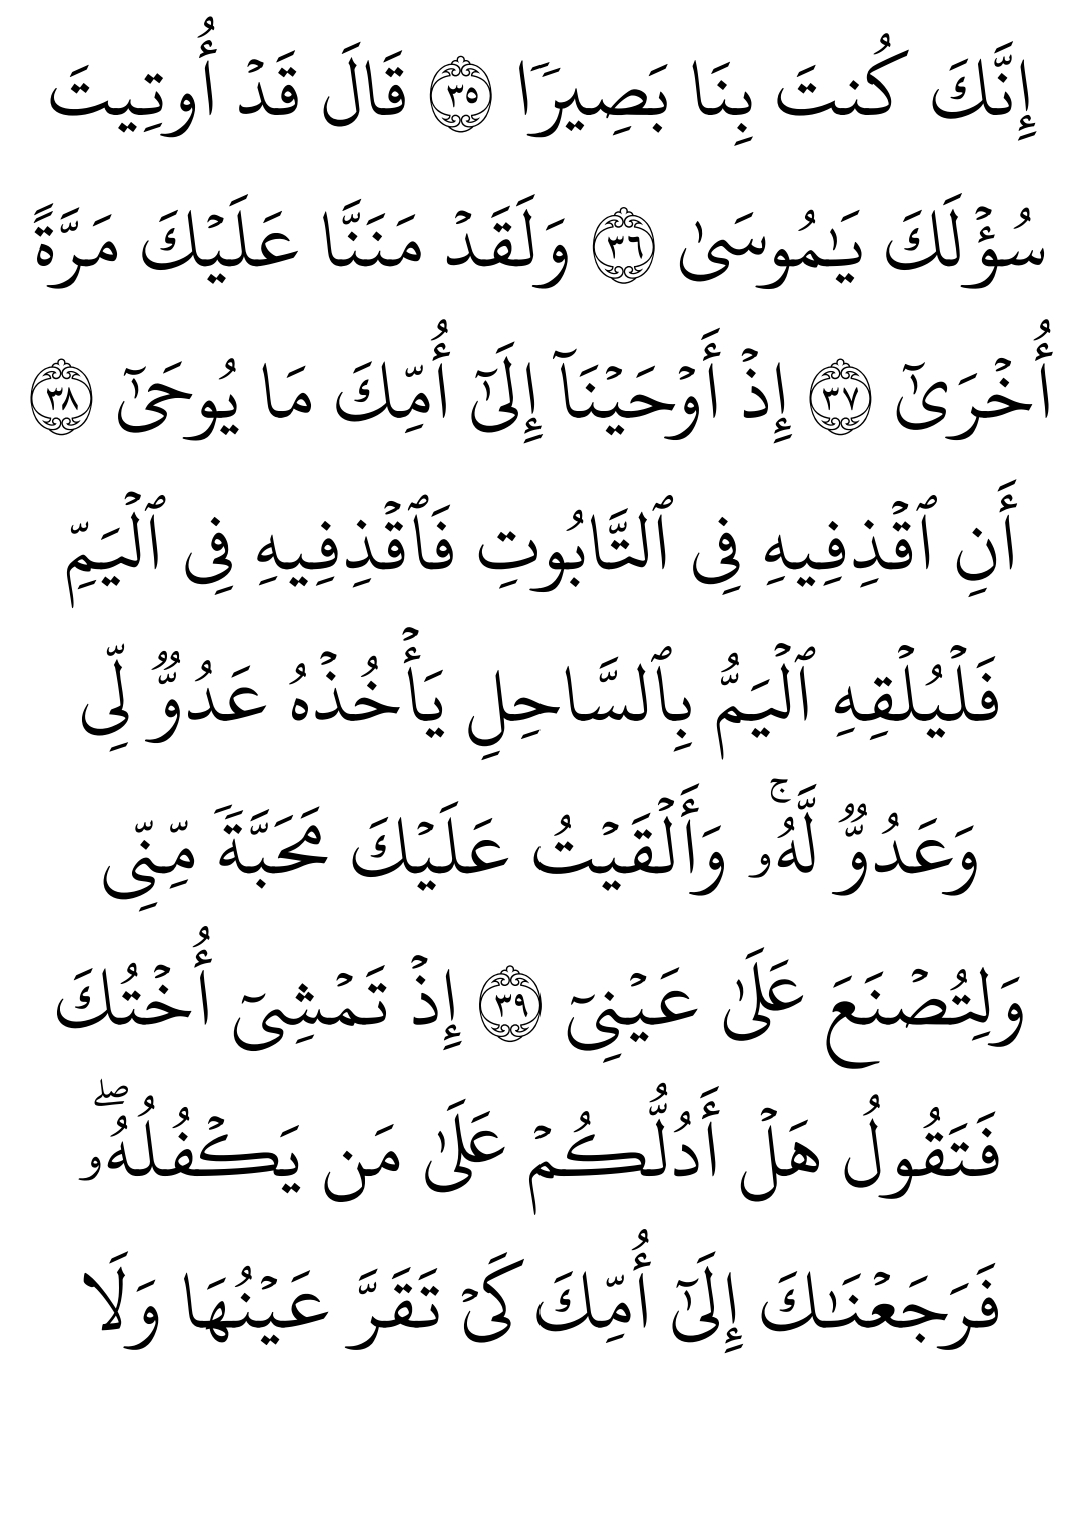 إِنَّكَ كُنتَ بِنَا بَصِيرٗا ٣٥ قَالَ قَدۡ أُوتِيتَ
سُؤۡلَكَ يَٰمُوسَىٰ ٣٦ وَلَقَدۡ مَنَنَّا عَلَيۡكَ مَرَّةً
أُخۡرَىٰٓ ٣٧ إِذۡ أَوۡحَيۡنَآ إِلَىٰٓ أُمِّكَ مَا يُوحَىٰٓ ٣٨
أَنِ ٱقۡذِفِيهِ فِي ٱلتَّابُوتِ فَٱقۡذِفِيهِ فِي ٱلۡيَمِّ
فَلۡيُلۡقِهِ ٱلۡيَمُّ بِٱلسَّاحِلِ يَأۡخُذۡهُ عَدُوّٞ لِّي
وَعَدُوّٞ لَّهُۥۚ وَأَلۡقَيۡتُ عَلَيۡكَ مَحَبَّةٗ مِّنِّي
وَلِتُصۡنَعَ عَلَىٰ عَيۡنِيٓ ٣٩ إِذۡ تَمۡشِيٓ أُخۡتُكَ
فَتَقُولُ هَلۡ أَدُلُّكُمۡ عَلَىٰ مَن يَكۡفُلُهُۥۖ
فَرَجَعۡنَٰكَ إِلَىٰٓ أُمِّكَ كَيۡ تَقَرَّ عَيۡنُهَا وَلَا